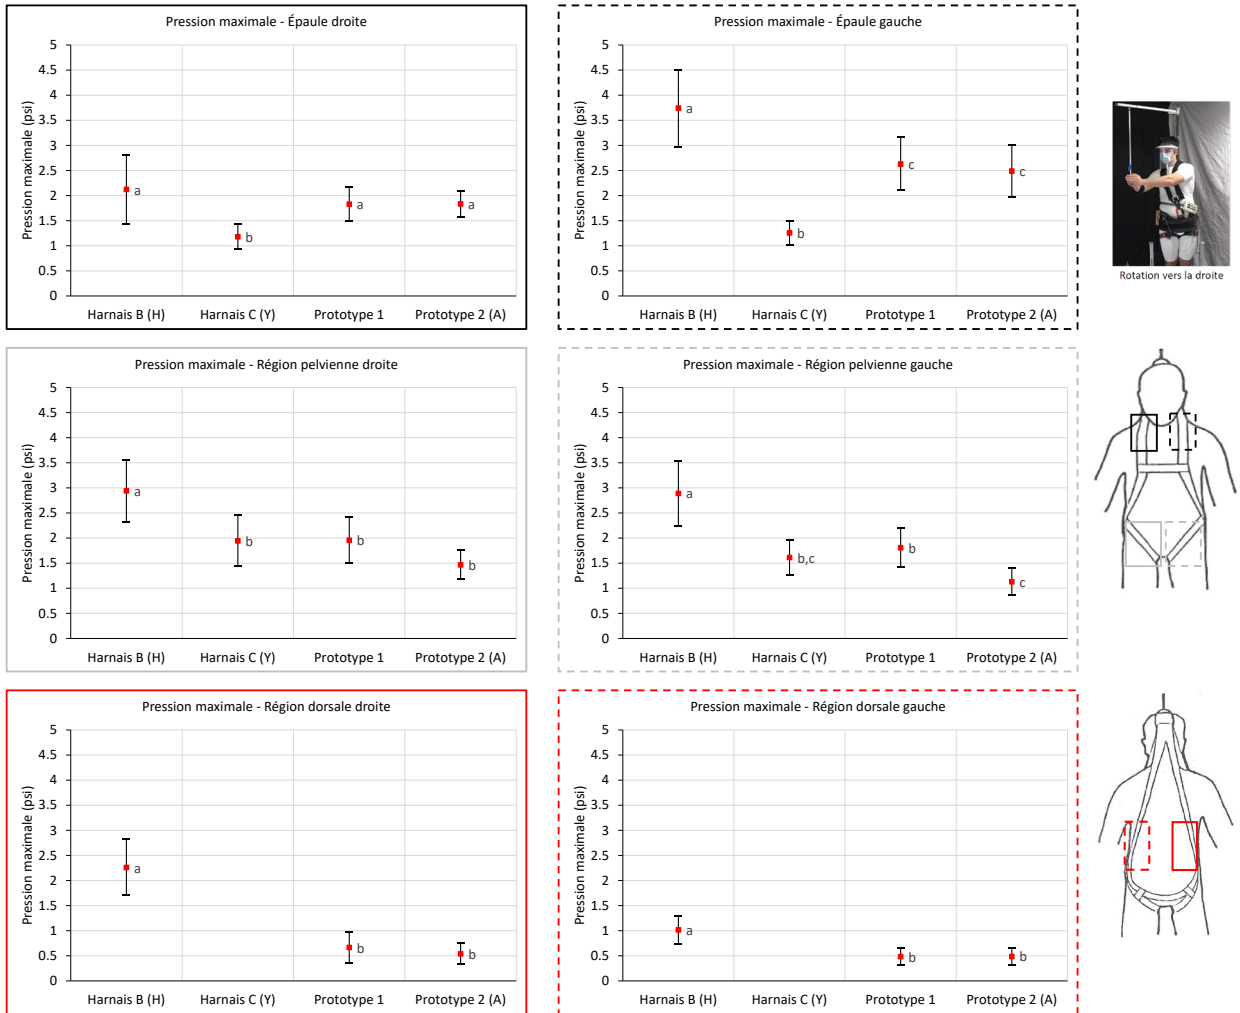 Pression maximale - Épaule droite
Pression maximale (psi)
5
4.5
4
3.5
3
2.5
2
1.5
1
0.5
0
a
b
a
a
Harnais B (H) Harnais C (Y) Prototype 1 Prototype 2 (A)
Pression maximale - Épaule gauche
Pression maximale (psi)
5
4.5
4
3.5
3
2.5
2
1.5
1
0.5
0
a
b
c
c
Harnais B (H) Harnais C (Y) Prototype 1 Prototype 2 (A)
Rotation vers la droite
Pression maximale - Région pelvienne droite
Pression maximale (psi)
5
4.5
4
3.5
3
2.5
2
1.5
1
0.5
0
a
b
b
b
Harnais B (H) Harnais C (Y) Prototype 1 Prototype 2 (A)
Pression maximale - Région pelvienne gauche
Pression maximale (psi)
5
4.5
4
3.5
3
2.5
2
1.5
1
0.5
0
a
b,c
b
c
Harnais B (H) Harnais C (Y) Prototype 1 Prototype 2 (A)
Pression maximale - Région dorsale droite
Pression maximale (psi)
5
4.5
4
3.5
3
2.5
2
1.5
1
0.5
0
a
b
b
Harnais B (H) Harnais C (Y) Prototype 1 Prototype 2 (A)
Pression maximale - Région dorsale gauche
Pression maximale (psi)
5
4.5
4
3.5
3
2.5
2
1.5
1
0.5
0
a
b
b
Harnais B (H) Harnais C (Y) Prototype 1 Prototype 2 (A)